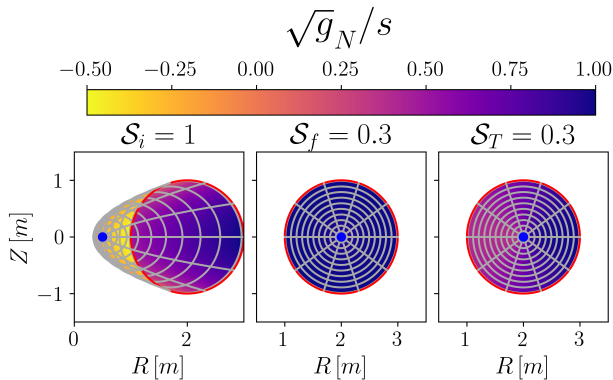 √g_N/s
−0.50 −0.25 0.00 0.25 0.50 0.75 1.00
𝒮_i = 1 𝒮_f = 0.3 𝒮_T = 0.3
Z [m]
1
0
−1
0 2 1 2 3 1 2 3
R [m] R [m] R [m]